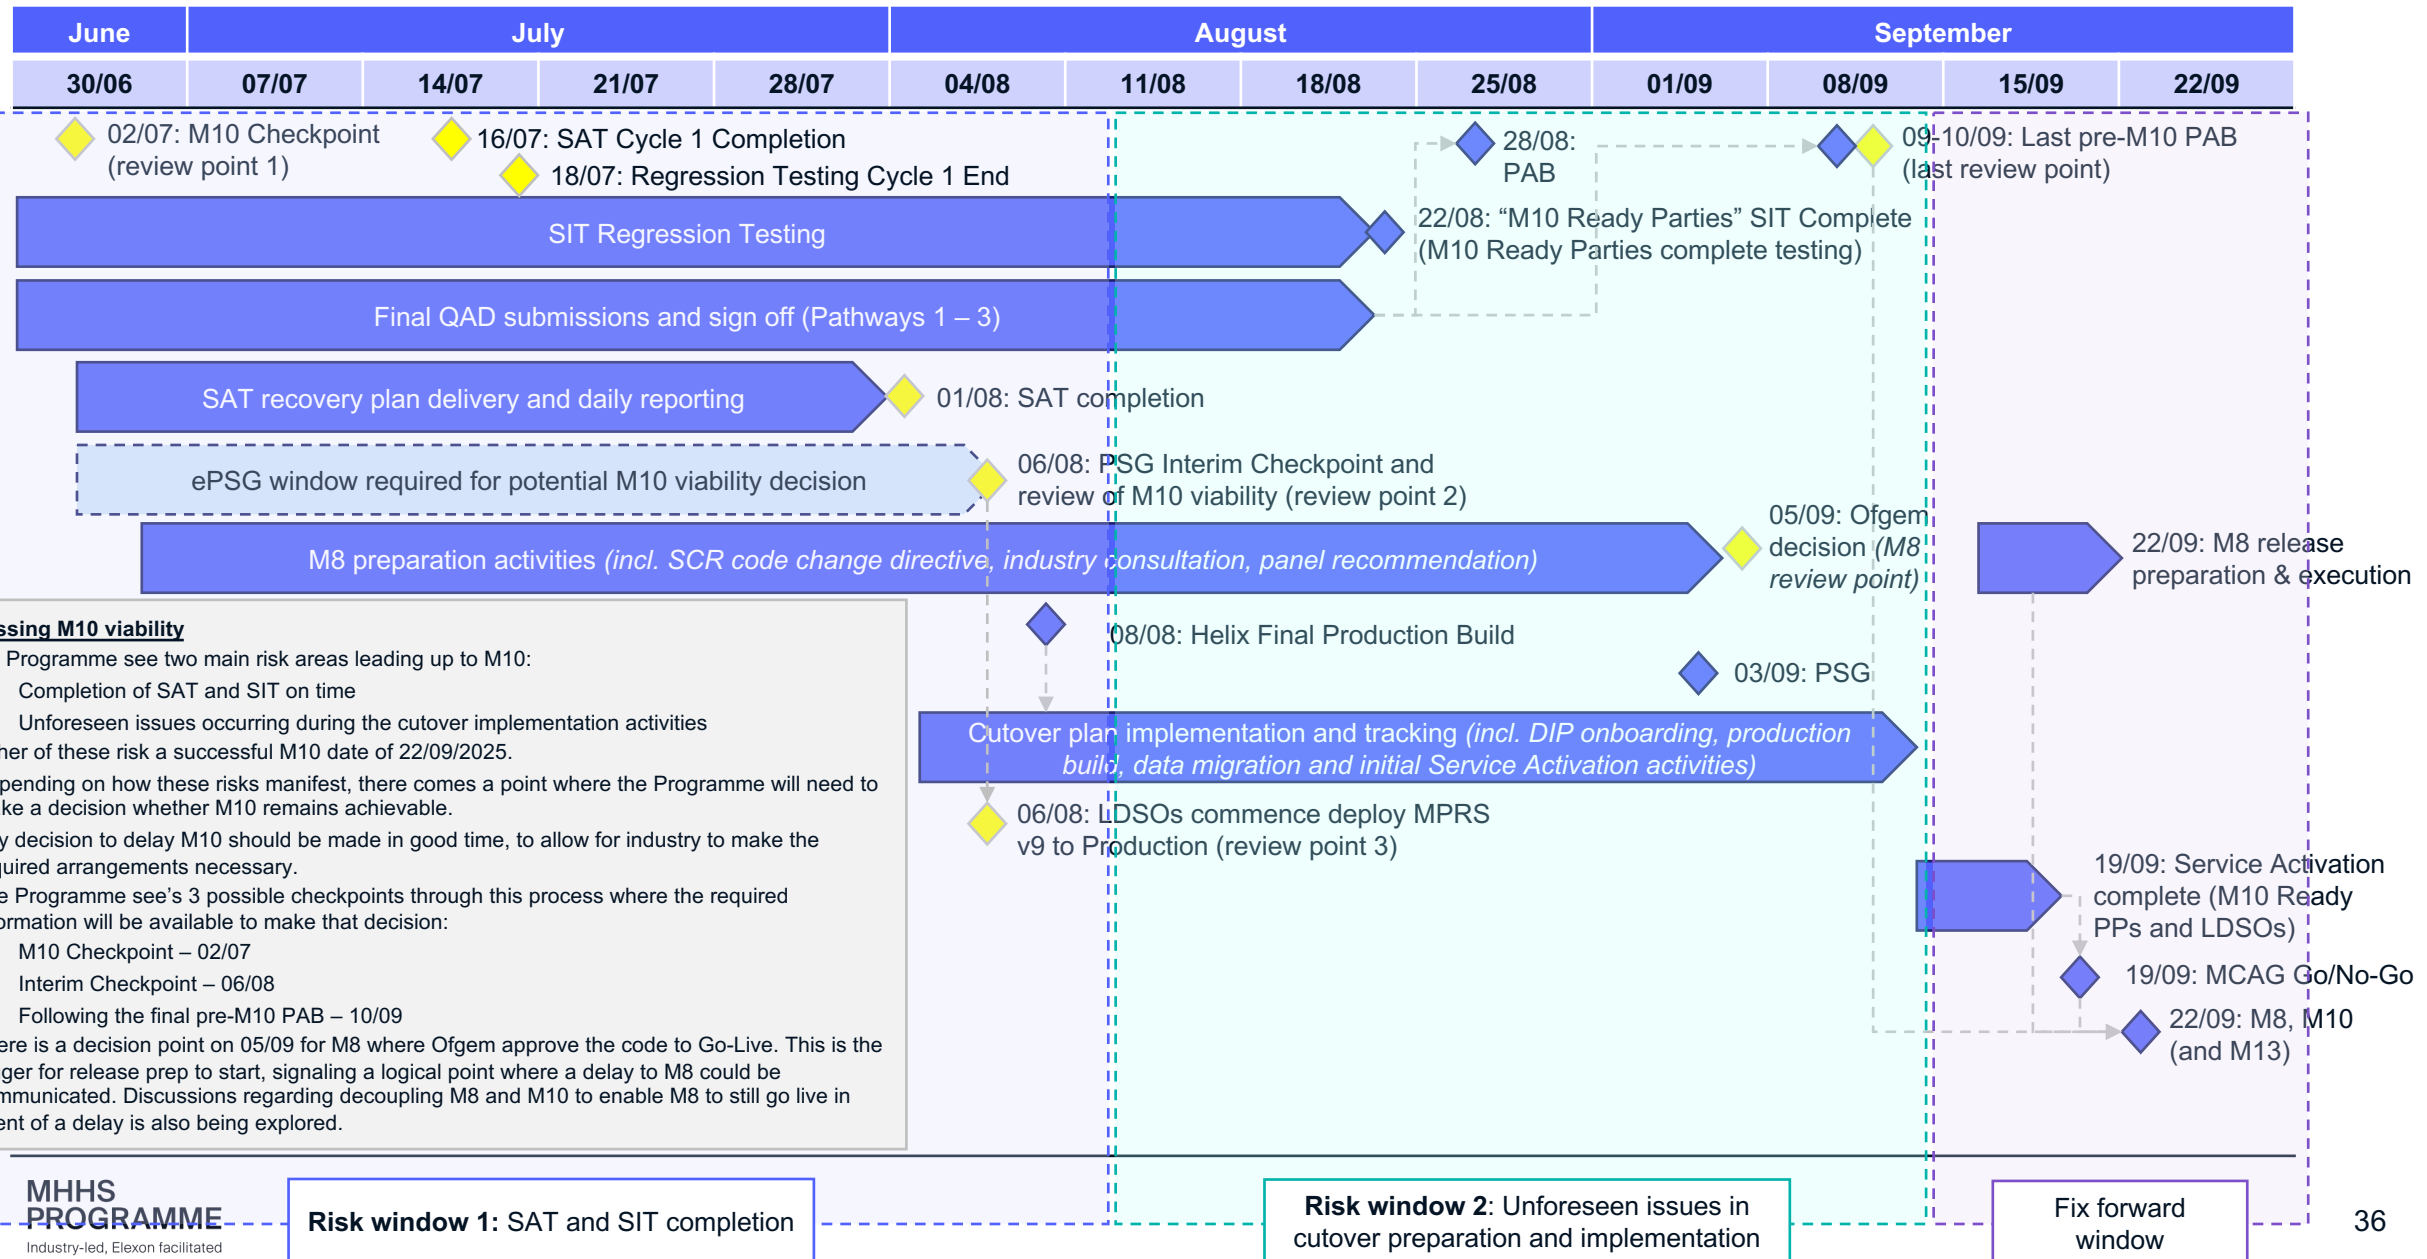 June
July
August
September
30/06
07/07
14/07
21/07
28/07
04/08
11/08
18/08
25/08
01/09
08/09
15/09
22/09
02/07: M10 Checkpoint
(review point 1)
16/07: SAT Cycle 1 Completion
18/07: Regression Testing Cycle 1 End
28/08:
PAB
09-10/09: Last pre-M10 PAB
(last review point)
SIT Regression Testing
22/08: “M10 Ready Parties” SIT Complete
(M10 Ready Parties complete testing)
Final QAD submissions and sign off (Pathways 1 – 3)
SAT recovery plan delivery and daily reporting
01/08: SAT completion
ePSG window required for potential M10 viability decision
06/08: PSG Interim Checkpoint and
review of M10 viability (review point 2)
M8 preparation activities (incl. SCR code change directive, industry consultation, panel recommendation)
05/09: Ofgem
decision (M8
review point)
22/09: M8 release
preparation & execution
08/08: Helix Final Production Build
03/09: PSG
Cutover plan implementation and tracking (incl. DIP onboarding, production
build, data migration and initial Service Activation activities)
06/08: LDSOs commence deploy MPRS
v9 to Production (review point 3)
19/09: Service Activation
complete (M10 Ready
PPs and LDSOs)
19/09: MCAG Go/No-Go
22/09: M8, M10
(and M13)
ssing M10 viability
Programme see two main risk areas leading up to M10:
Completion of SAT and SIT on time
Unforeseen issues occurring during the cutover implementation activities
her of these risk a successful M10 date of 22/09/2025.
pending on how these risks manifest, there comes a point where the Programme will need to
ke a decision whether M10 remains achievable.
y decision to delay M10 should be made in good time, to allow for industry to make the
quired arrangements necessary.
e Programme see’s 3 possible checkpoints through this process where the required
ormation will be available to make that decision:
M10 Checkpoint – 02/07
Interim Checkpoint – 06/08
Following the final pre-M10 PAB – 10/09
ere is a decision point on 05/09 for M8 where Ofgem approve the code to Go-Live. This is the
gger for release prep to start, signaling a logical point where a delay to M8 could be
mmunicated. Discussions regarding decoupling M8 and M10 to enable M8 to still go live in
ent of a delay is also being explored.
MHHS
PROGRAMME
Industry-led, Elexon facilitated
Risk window 1: SAT and SIT completion
Risk window 2: Unforeseen issues in
cutover preparation and implementation
Fix forward
window
36